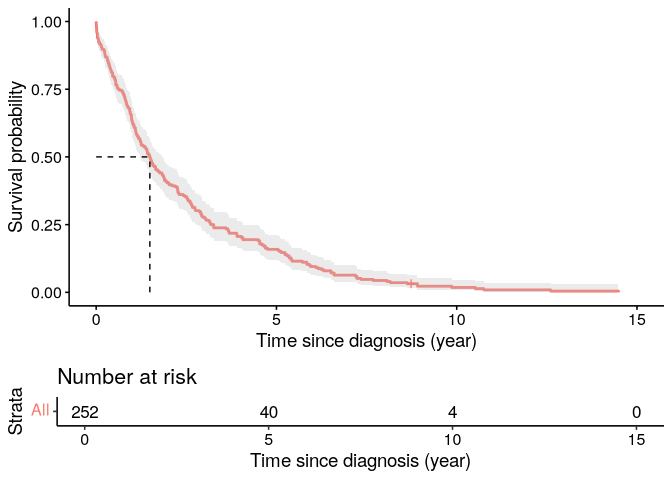 1.00
0.75
0.50
0.25
0.00
Survival probability
0 5 10 15
Time since diagnosis (year)
Number at risk
Strata
All 252 40 4 0
0 5 10 15
Time since diagnosis (year)